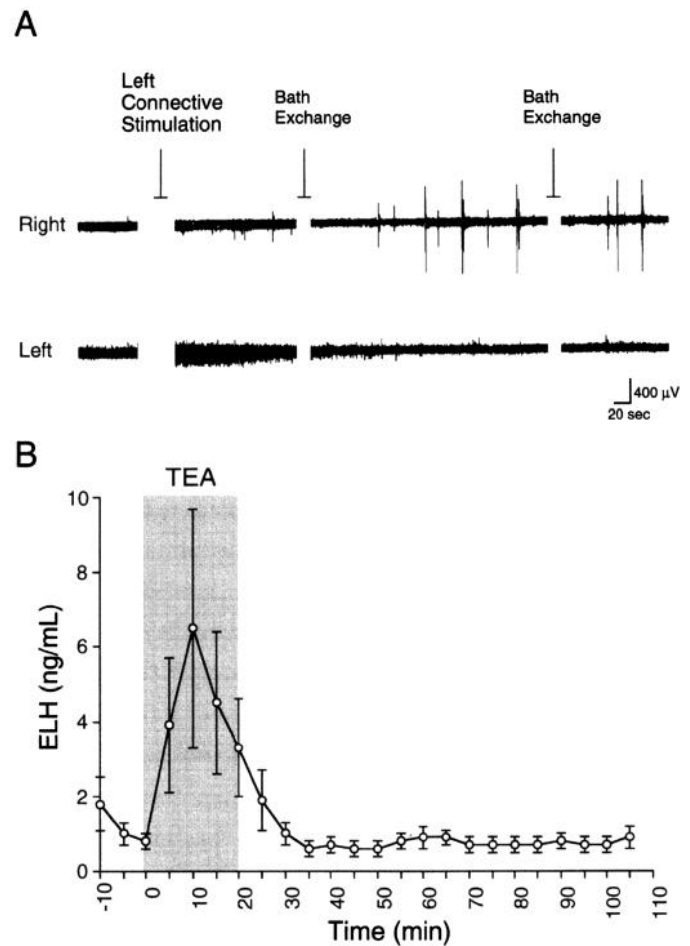 A
Left
Connective
Stimulation
Bath
Exchange
Bath
Exchange
Right
Left
400 µV
20 sec
B
TEA
10
8
6
4
2
0
ELH (ng/mL)
-10
0
10
20
30
40
50
60
70
80
90
100
110
Time (min)